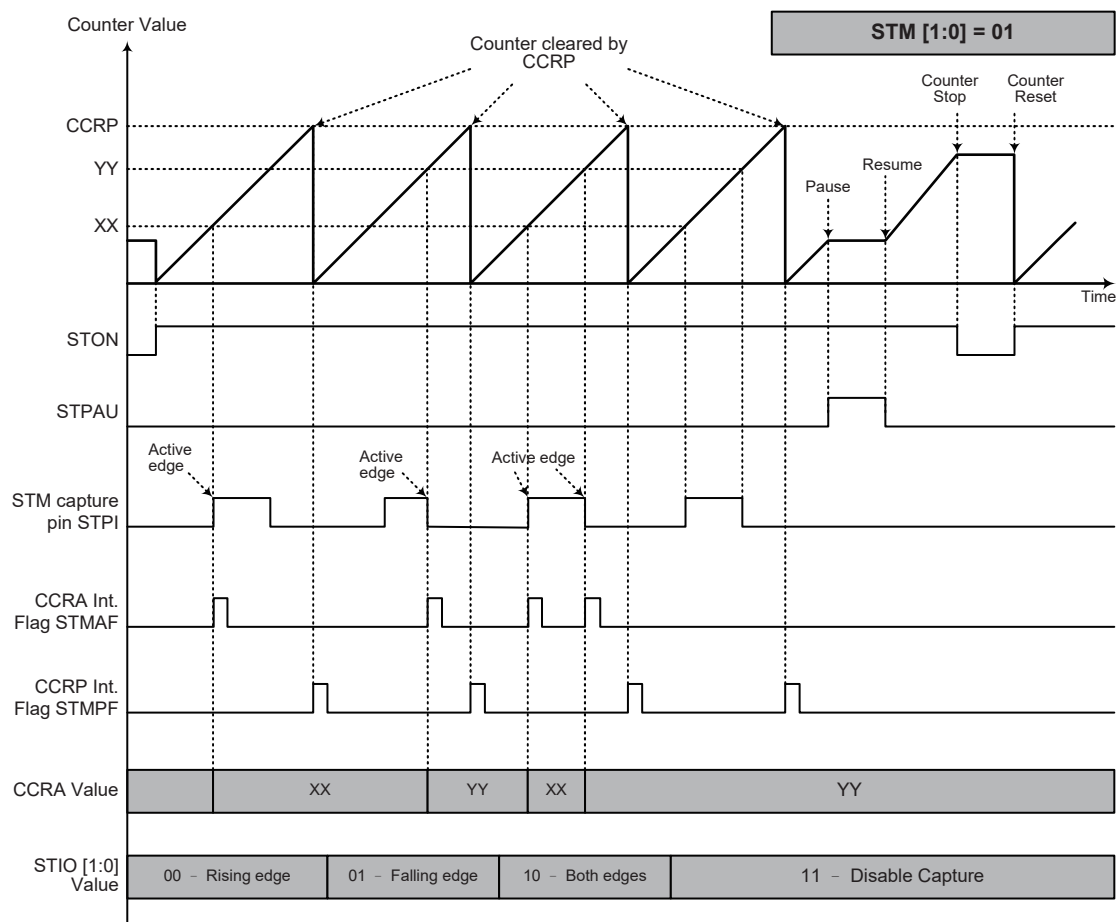 Counter Value
STM [1:0] = 01
Counter cleared by
CCRP
Counter
Stop
Counter
Reset
CCRP
YY
XX
Pause
Resume
Time
STON
STPAU
Active
edge
Active
edge
Active edge
STM capture
pin STPI
CCRA Int.
Flag STMAF
CCRP Int.
Flag STMPF
CCRA Value
XX
YY
XX
YY
STIO [1:0]
Value
00 – Rising edge
01 – Falling edge
10 – Both edges
11 – Disable Capture